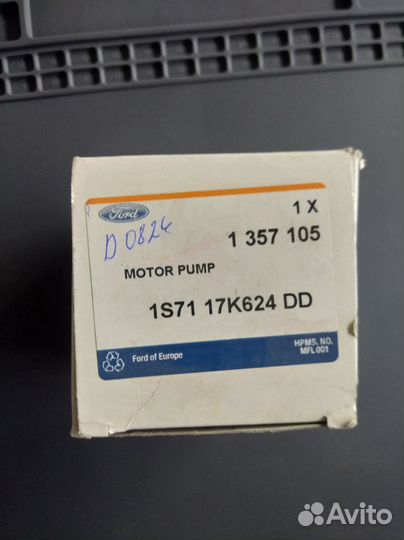 Ford
1 X
D 0824
1 357 105
MOTOR PUMP
1S71 17K624 DD
Ford of Europe
HPMS. NO.
MFL 001
Avito